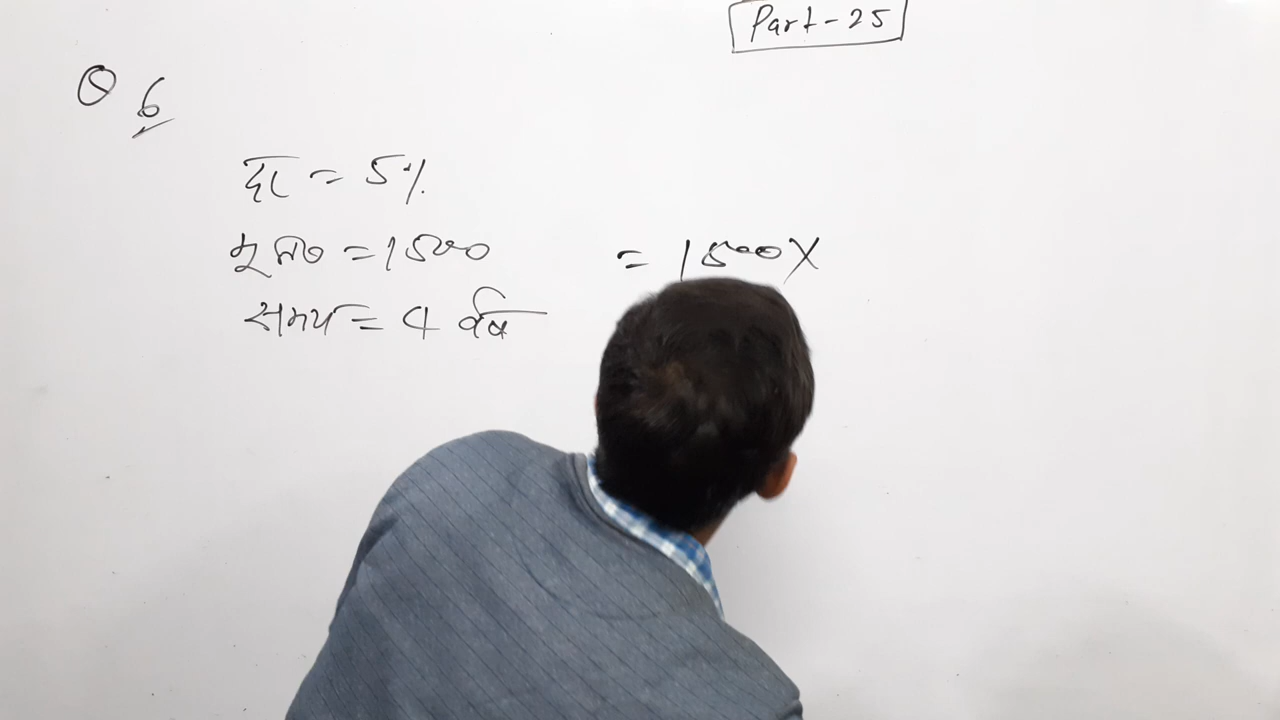 Part-25
Q 6
दर = 5%
मूलधन = 1500 = 1500 X
समय = 4 वर्ष